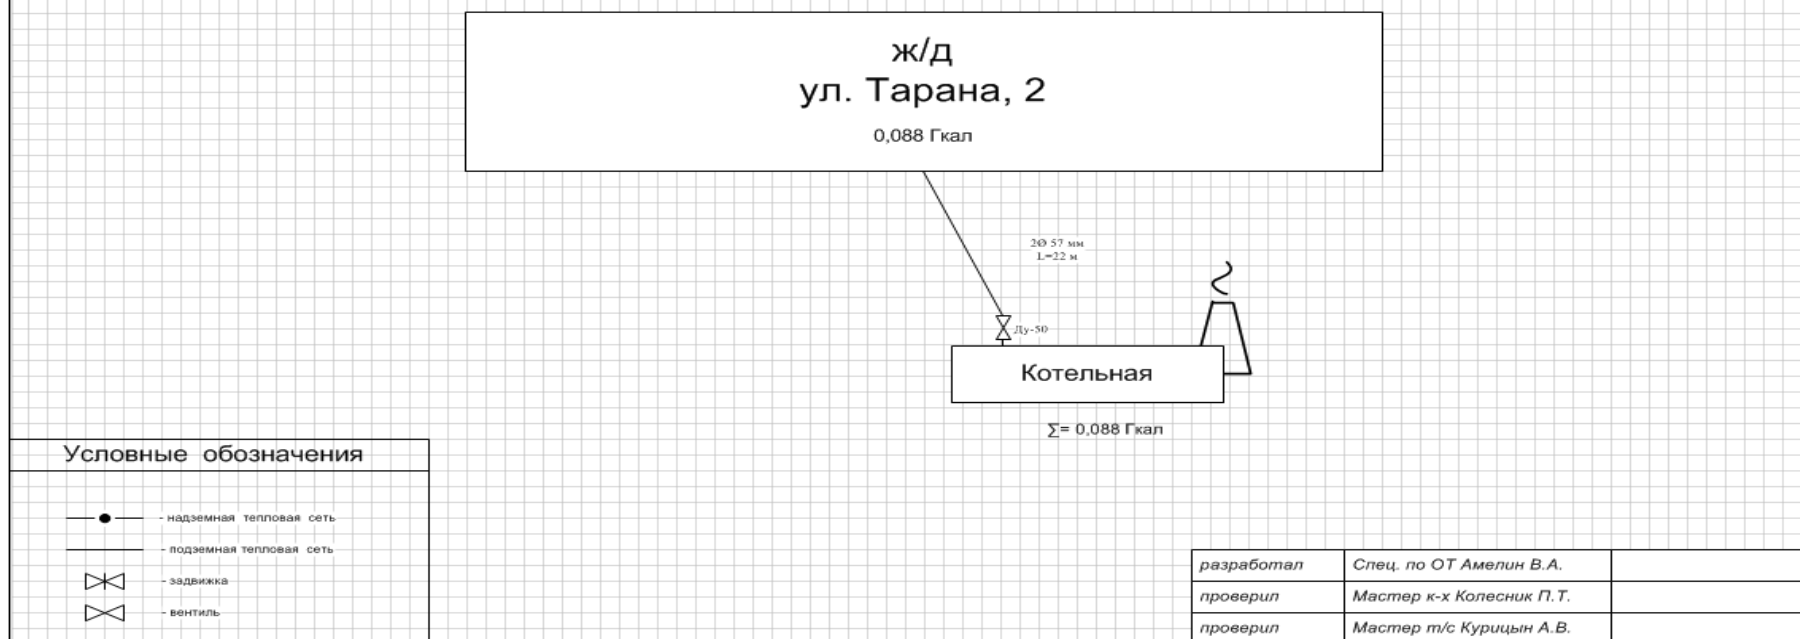 ж/д
ул. Тарана, 2
0,088 Гкал
2Ø 57 мм
L=22 м
Ду-50
Котельная
∑= 0,088 Гкал
Условные обозначения
- надземная тепловая сеть
- подземная тепловая сеть
- задвижка
- вентиль
разработал Спец. по ОТ Амелин В.А.
проверил Мастер к-х Колесник П.Т.
проверил Мастер т/с Курицын А.В.